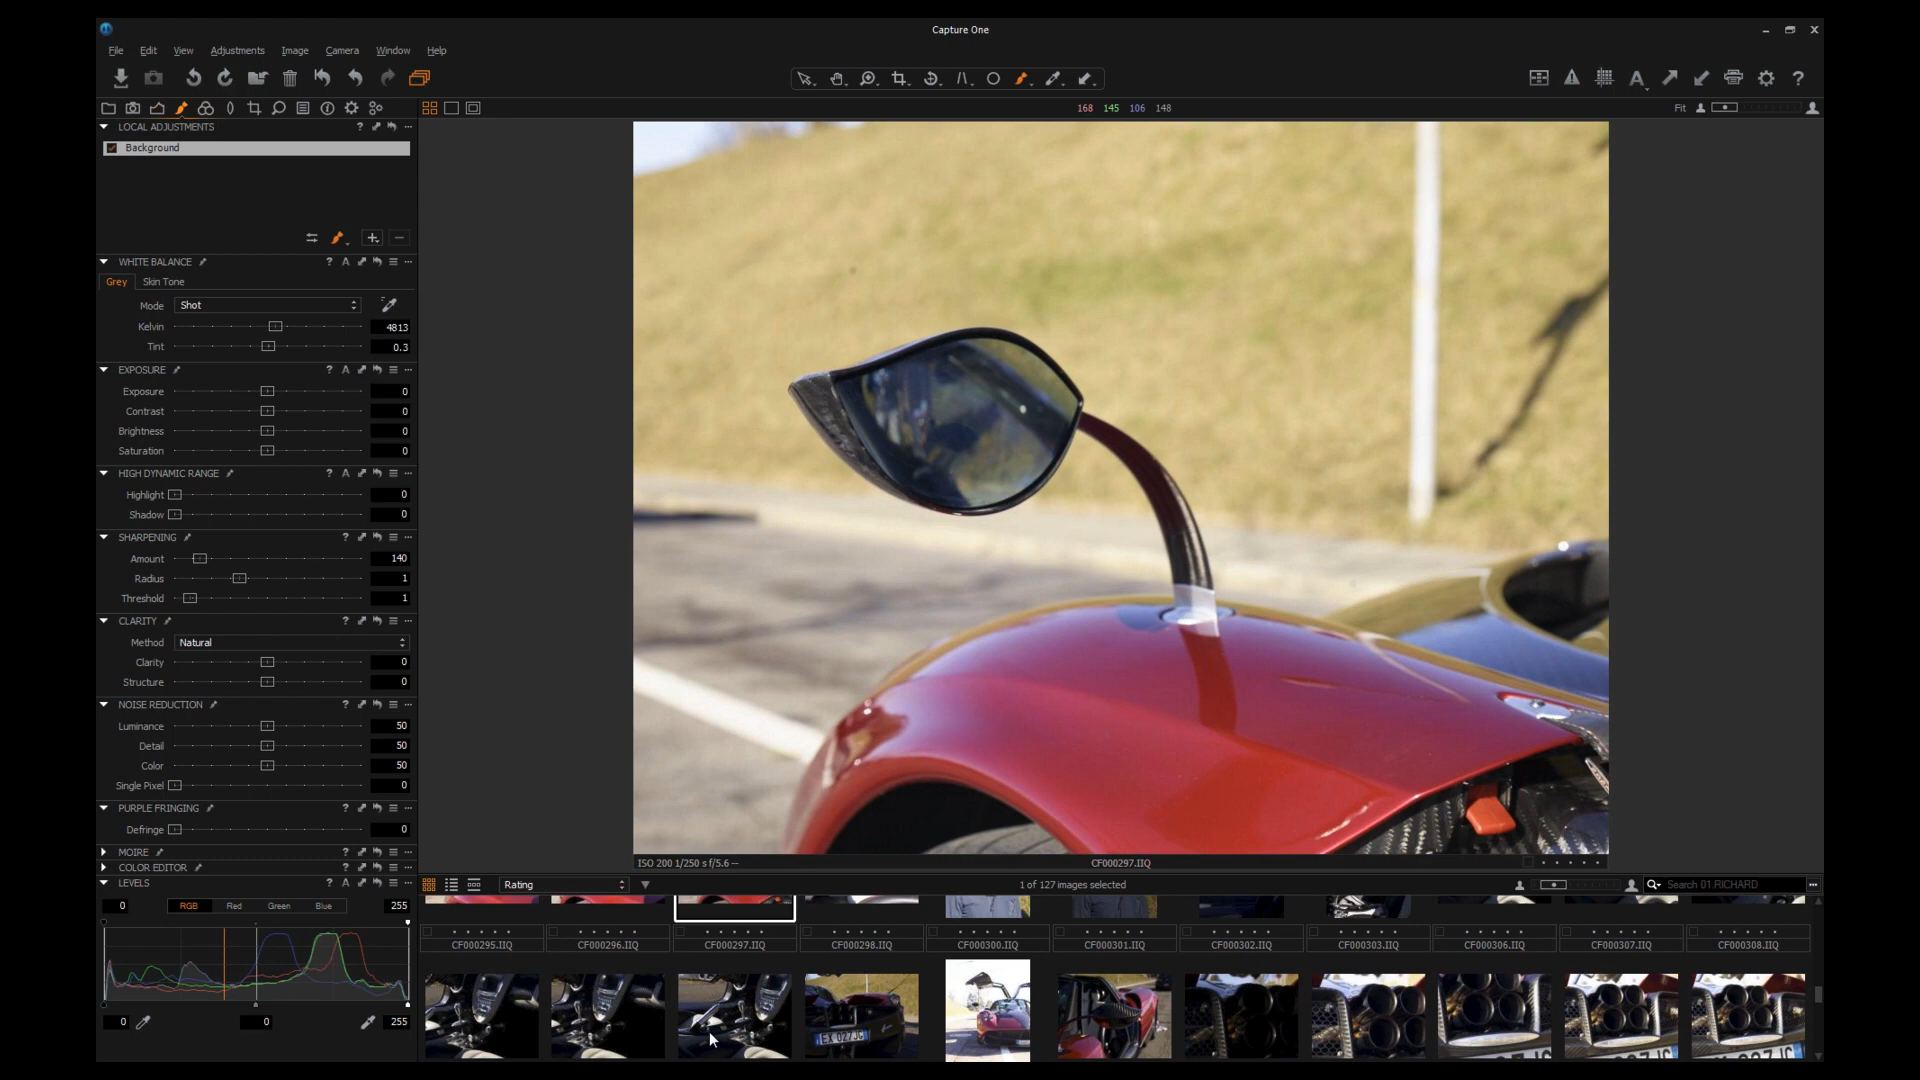 Capture One
File Edit View Adjustments Image Camera Window Help
168 145 106 148
Fit
LOCAL ADJUSTMENTS
Background
WHITE BALANCE
Grey Skin Tone
Mode Shot
Kelvin 4813
Tint 0.3
EXPOSURE
Exposure 0
Contrast 0
Brightness 0
Saturation 0
HIGH DYNAMIC RANGE
Highlight 0
Shadow 0
SHARPENING
Amount 140
Radius 1
Threshold 1
CLARITY
Method Natural
Clarity 0
Structure 0
NOISE REDUCTION
Luminance 50
Detail 50
Color 50
Single Pixel 0
PURPLE FRINGING
Defringe 0
MOIRE
COLOR EDITOR
LEVELS
0 RGB Red Green Blue 255
0 0 255
ISO 200 1/250 s f/5.6 --
CF000297.IIQ
Rating
1 of 127 images selected
Search 01.RICHARD
CF000295.IIQ CF000296.IIQ CF000297.IIQ CF000298.IIQ CF000300.IIQ CF000301.IIQ CF000302.IIQ CF000303.IIQ CF000306.IIQ CF000307.IIQ CF000308.IIQ
EX 027JC